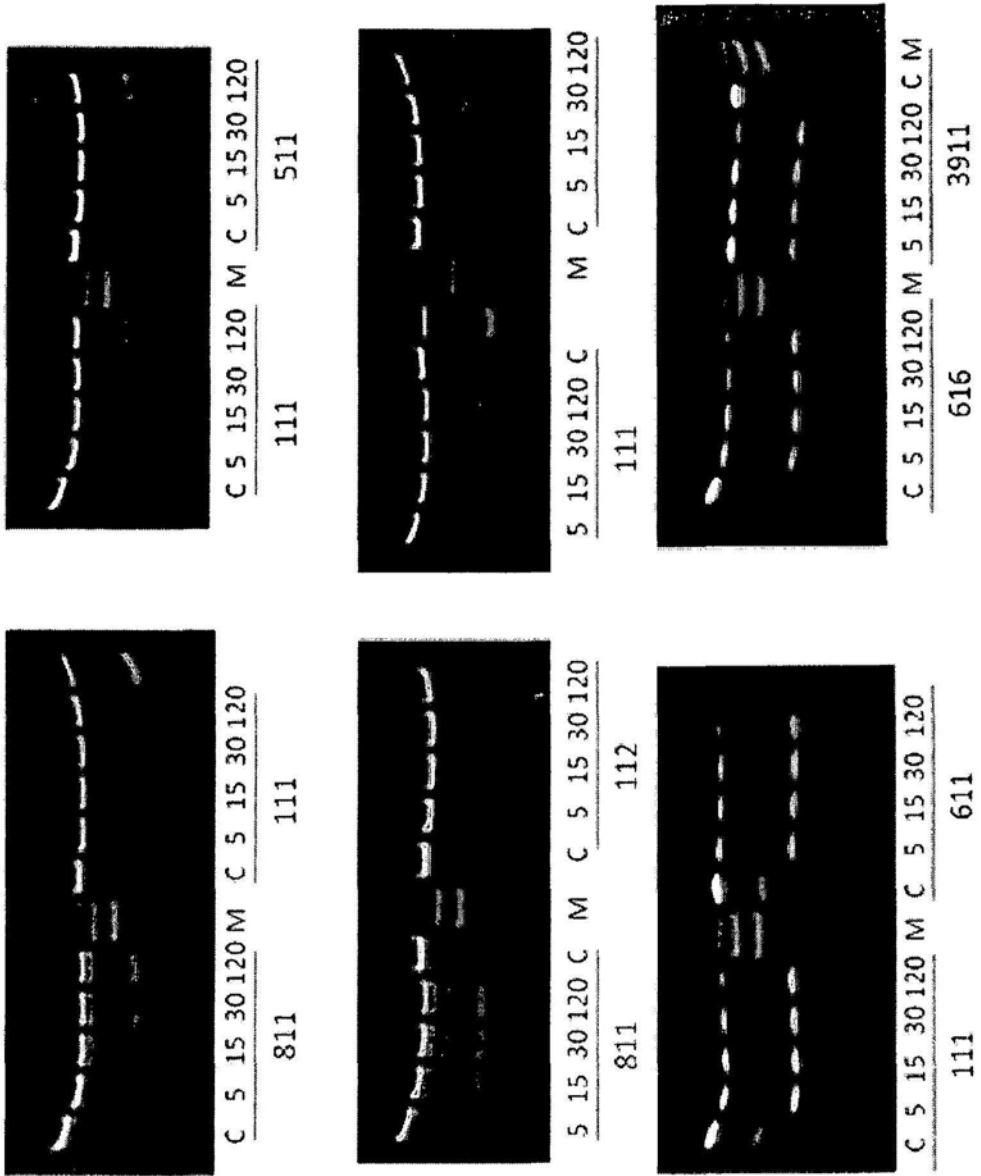 C 5 15 30 120 M C 5 15 30 120
811 111
C 5 15 30 120 M C 5 15 30 120
111 511
5 15 30 120 C M C 5 15 30 120
811 112
5 15 30 120 C M C 5 15 30 120
111
C 5 15 30 120 M C 5 15 30 120
111 611
C 5 15 30 120 M 5 15 30 120 C M
616 3911